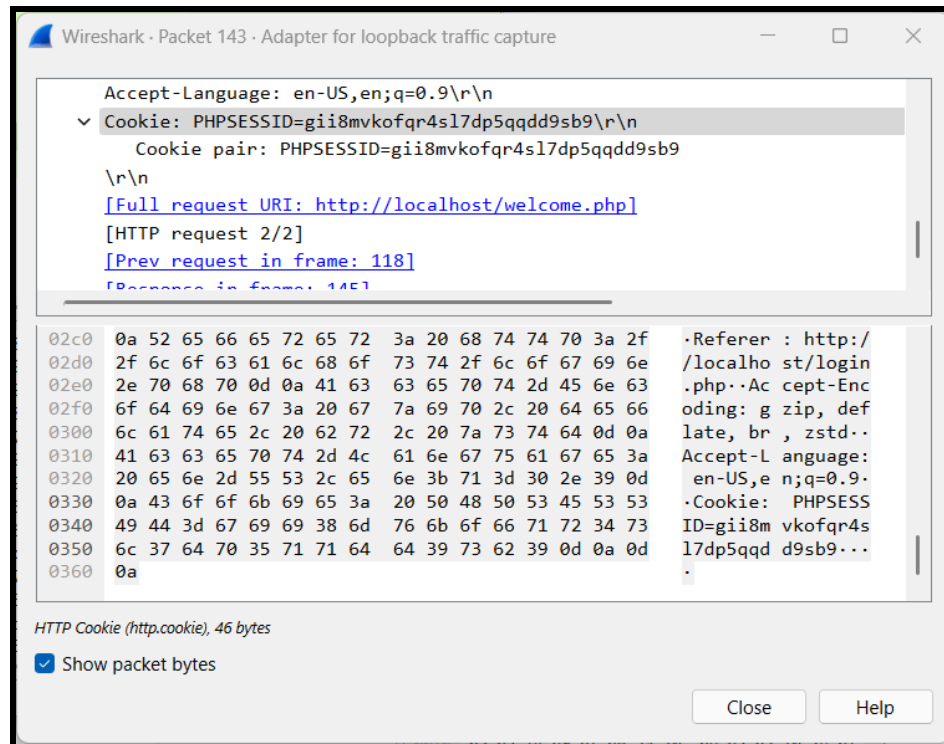 Wireshark · Packet 143 · Adapter for loopback traffic capture
Accept-Language: en-US,en;q=0.9\r\n
Cookie: PHPSESSID=gii8mvkofqr4sl7dp5qqdd9sb9\r\n
Cookie pair: PHPSESSID=gii8mvkofqr4sl7dp5qqdd9sb9
\r\n
[Full request URI: http://localhost/welcome.php]
[HTTP request 2/2]
[Prev request in frame: 118]
[Response in frame: 145]
02c0 0a 52 65 66 65 72 65 72 3a 20 68 74 74 70 3a 2f ·Referer : http:/
02d0 2f 6c 6f 63 61 6c 68 6f 73 74 2f 6c 6f 67 69 6e /localho st/login
02e0 2e 70 68 70 0d 0a 41 63 63 65 70 74 2d 45 6e 63 .php··Ac cept-Enc
02f0 6f 64 69 6e 67 3a 20 67 7a 69 70 2c 20 64 65 66 oding: g zip, def
0300 6c 61 74 65 2c 20 62 72 2c 20 7a 73 74 64 0d 0a late, br , zstd··
0310 41 63 63 65 70 74 2d 4c 61 6e 67 75 61 67 65 3a Accept-L anguage:
0320 20 65 6e 2d 55 53 2c 65 6e 3b 71 3d 30 2e 39 0d en-US,e n;q=0.9·
0330 0a 43 6f 6f 6b 69 65 3a 20 50 48 50 53 45 53 53 ·Cookie: PHPSESS
0340 49 44 3d 67 69 69 38 6d 76 6b 6f 66 71 72 34 73 ID=gii8m vkofqr4s
0350 6c 37 64 70 35 71 71 64 64 39 73 62 39 0d 0a 0d l7dp5qqd d9sb9···
0360 0a ·
HTTP Cookie (http.cookie), 46 bytes
Show packet bytes
Close Help